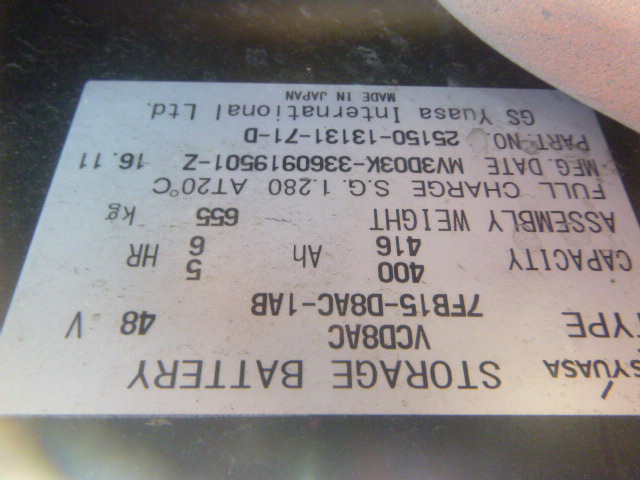 GS YUASA STORAGE BATTERY
TYPE VCD8AC 48 V
7FB15-D8AC-1AB
CAPACITY 400 Ah 5 HR
416 6
ASSEMBLY WEIGHT 655 kg
FULL CHARGE S.G.1.280 AT20°C
MFG.DATE MV3D03K-3360919501-Z 16.11
PART NO. 25150-13131-71-D
GS Yuasa International Ltd.
MADE IN JAPAN